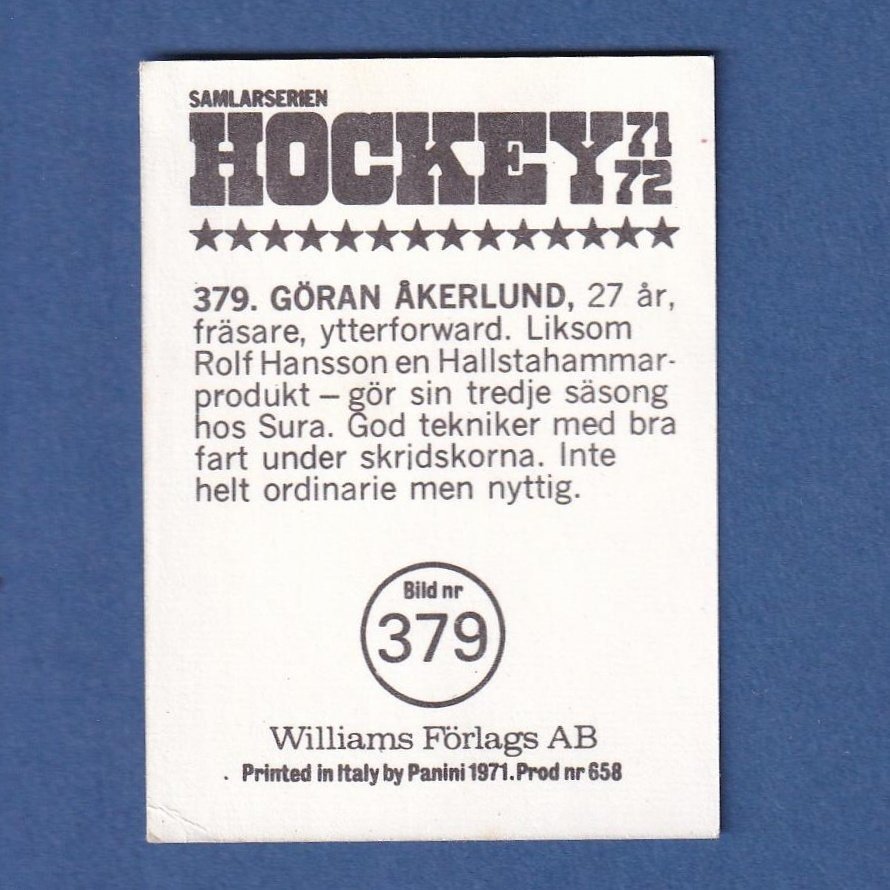 SAMLARSERIEN
HOCKEY 71 72
379. GÖRAN ÅKERLUND, 27 år,
fräsare, ytterforward. Liksom
Rolf Hansson en Hallstahammar-
produkt – gör sin tredje säsong
hos Sura. God tekniker med bra
fart under skridskorna. Inte
helt ordinarie men nyttig.
Bild nr
379
Williams Förlags AB
Printed in Italy by Panini 1971. Prod nr 658